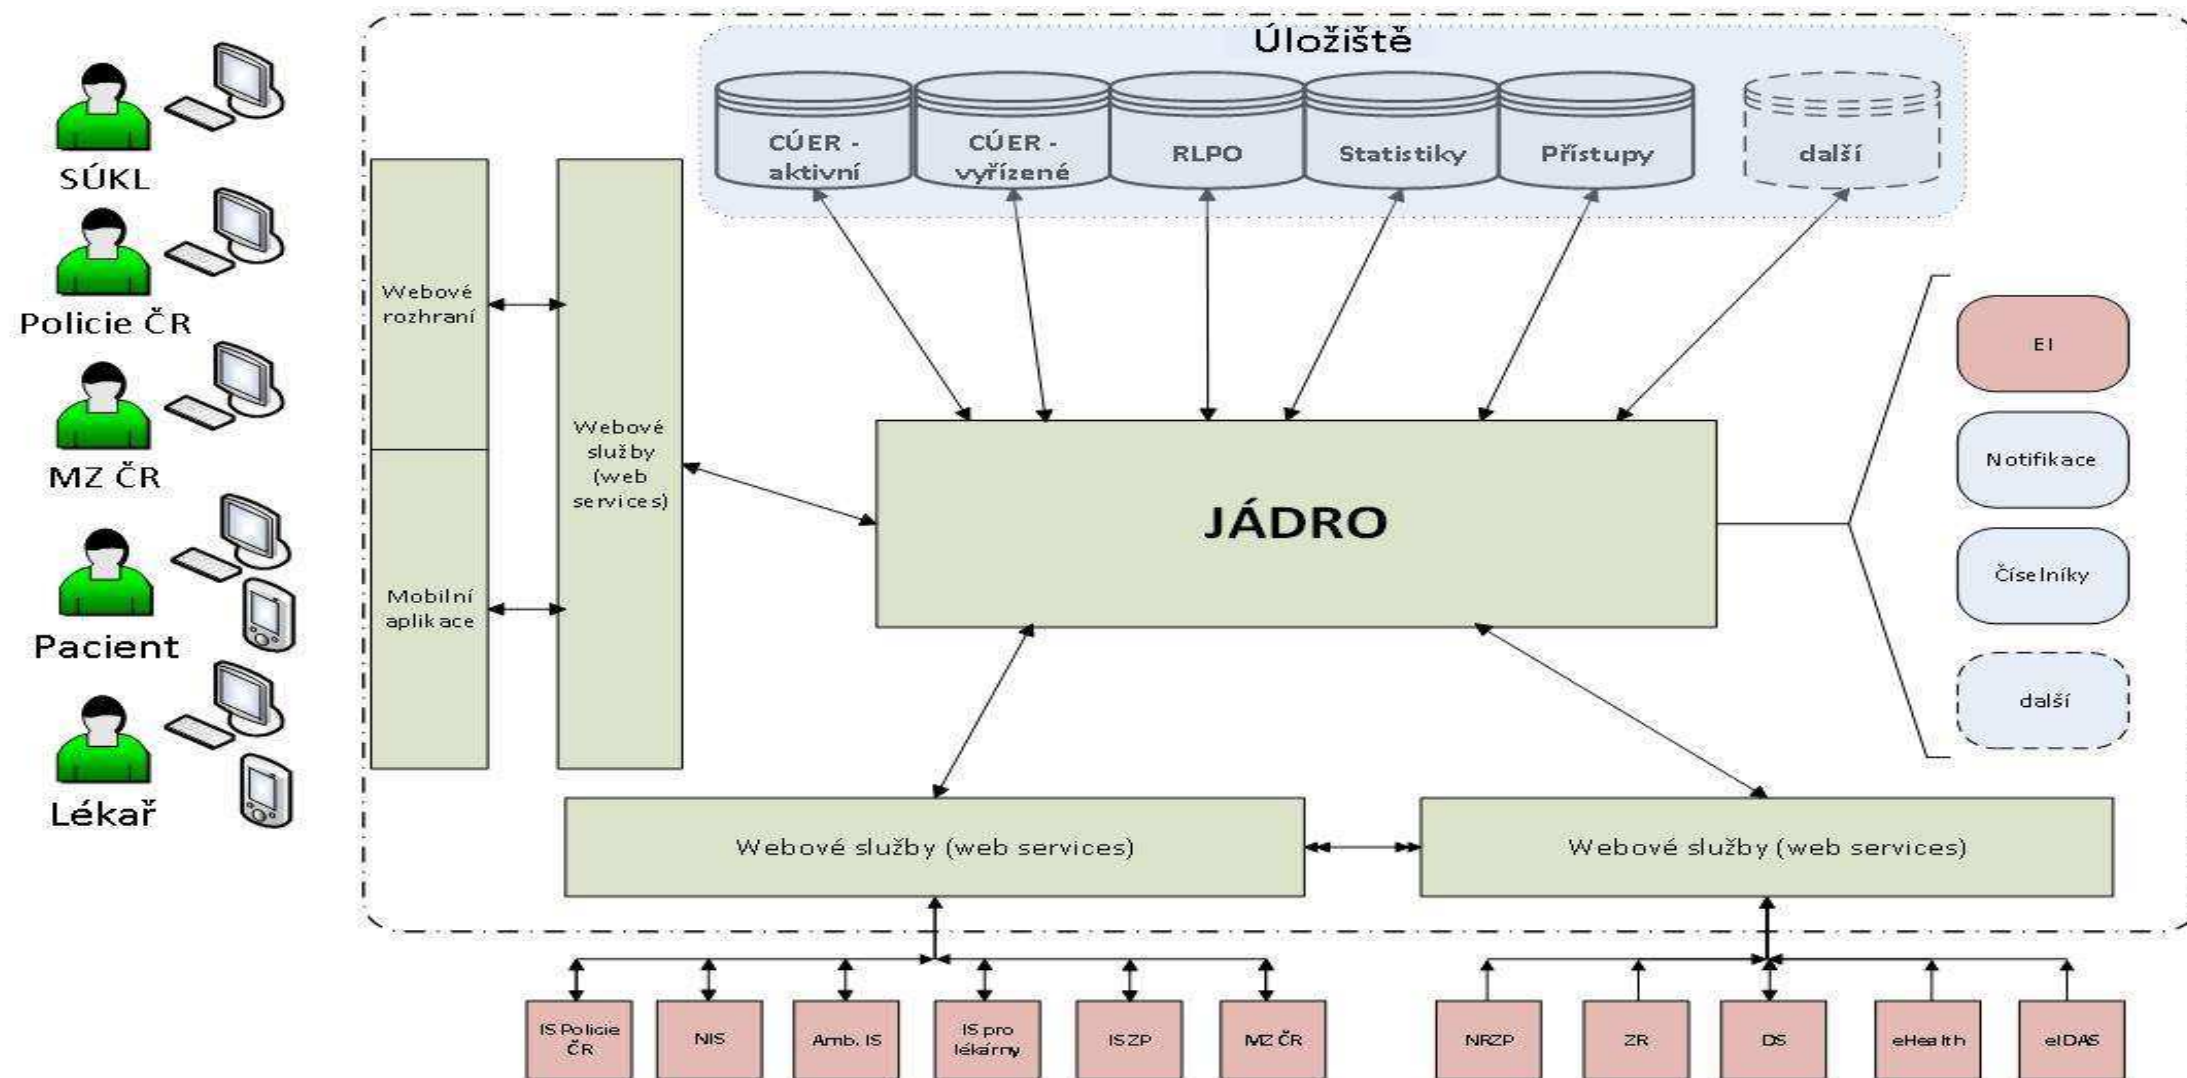 Úložiště
CÚER -
aktivní
CÚER -
vyřízené
RLPO
Statistiky
Přístupy
další
SÚKL
Policie ČR
MZ ČR
Pacient
Lékař
Webové
rozhraní
Mobilní
aplikace
Webové
služby
(web
services)
JÁDRO
EI
Notifikace
Číselníky
další
Webové služby (web services)
Webové služby (web services)
IS Policie
ČR
NIS
Amb. IS
IS pro
lékárny
IS ZP
MZ ČR
NRZP
ZR
DS
eHealth
eIDAS